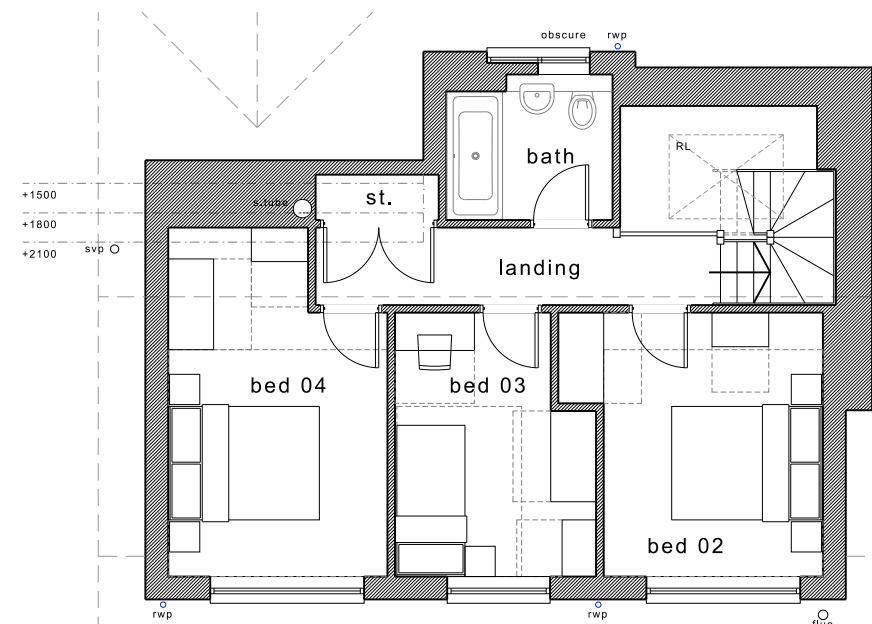 obscure
rwp
RL
bath
+1500
st.
s.tube
+1800
svp
+2100
landing
bed 04
bed 03
bed 02
rwp
rwp
flue